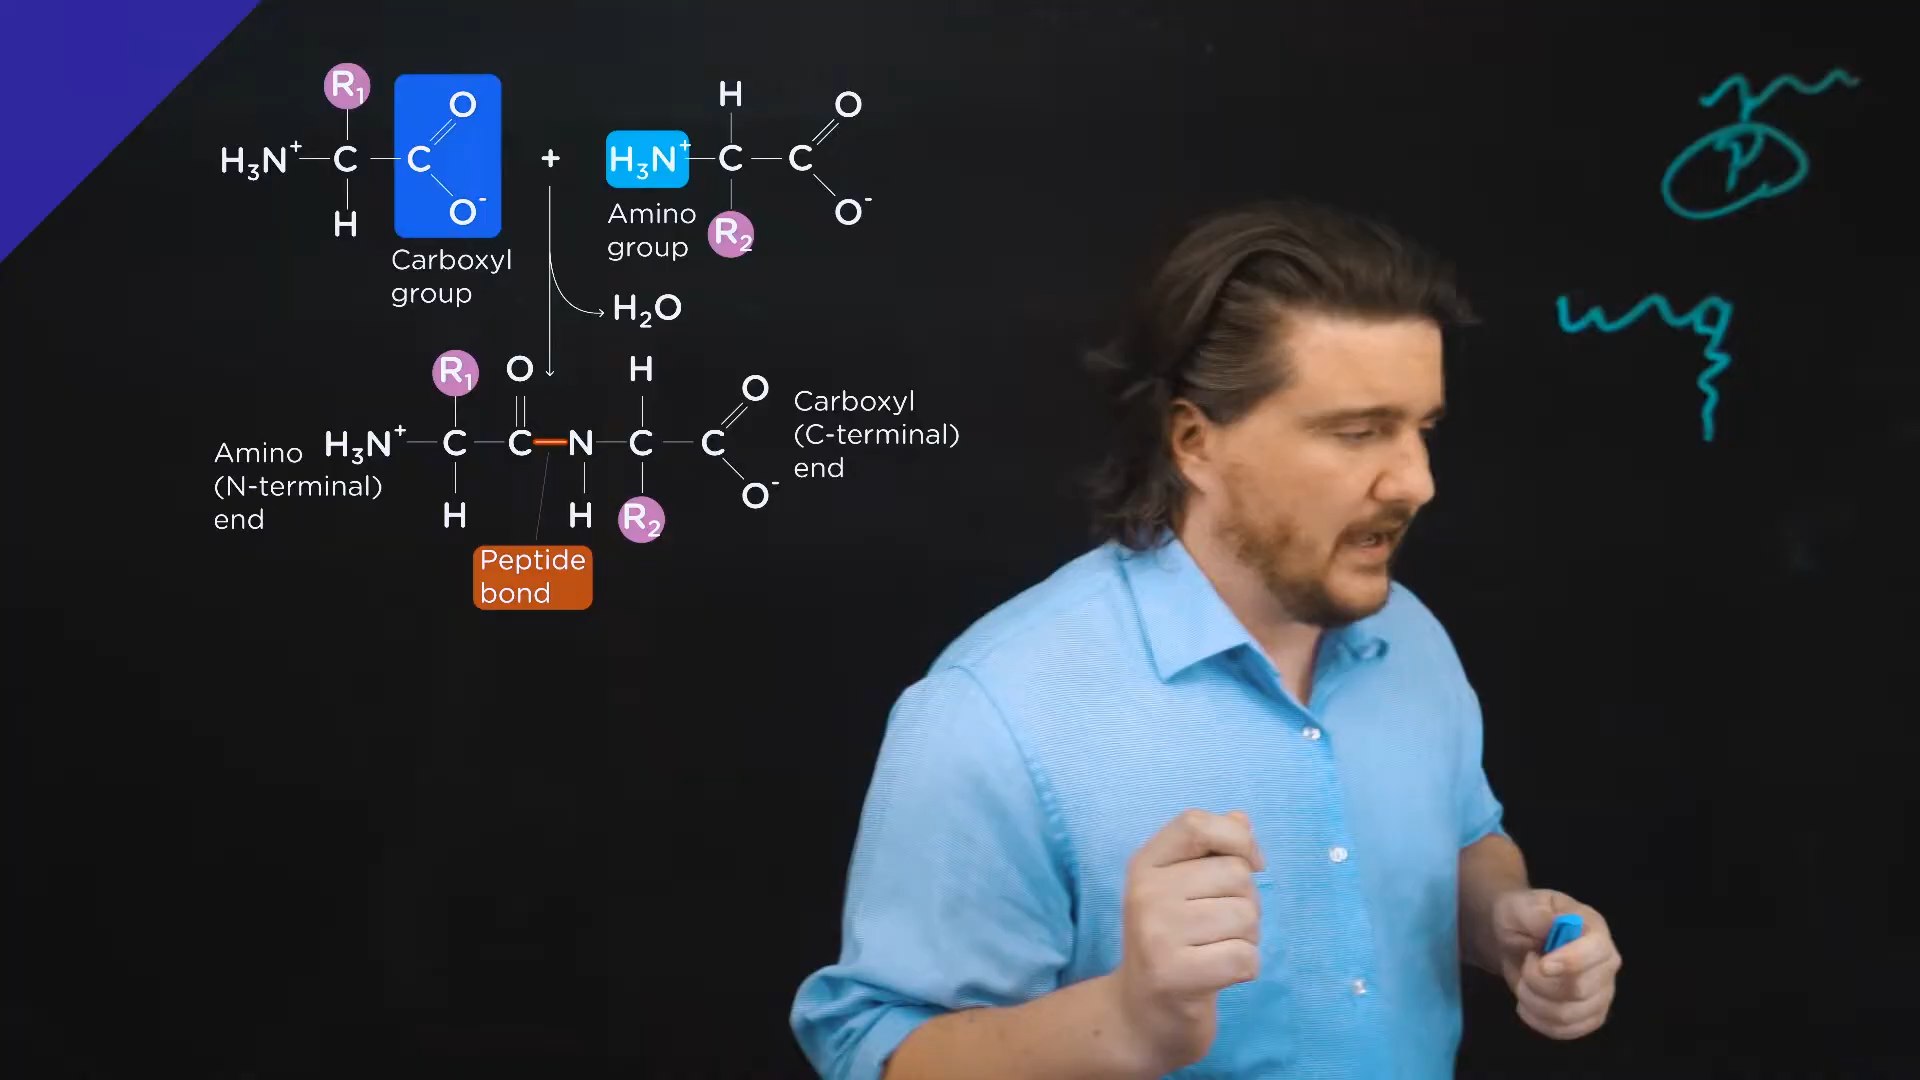 R₁
O
H₃N⁺ C C
O⁻
H
Carboxyl
group
+
H
O
H₃N⁺ C C
O⁻
Amino
group
R₂
H₂O
R₁ O H O
H₃N⁺ C C N C C
O⁻
H H R₂
Amino
(N-terminal)
end
Carboxyl
(C-terminal)
end
Peptide
bond
P